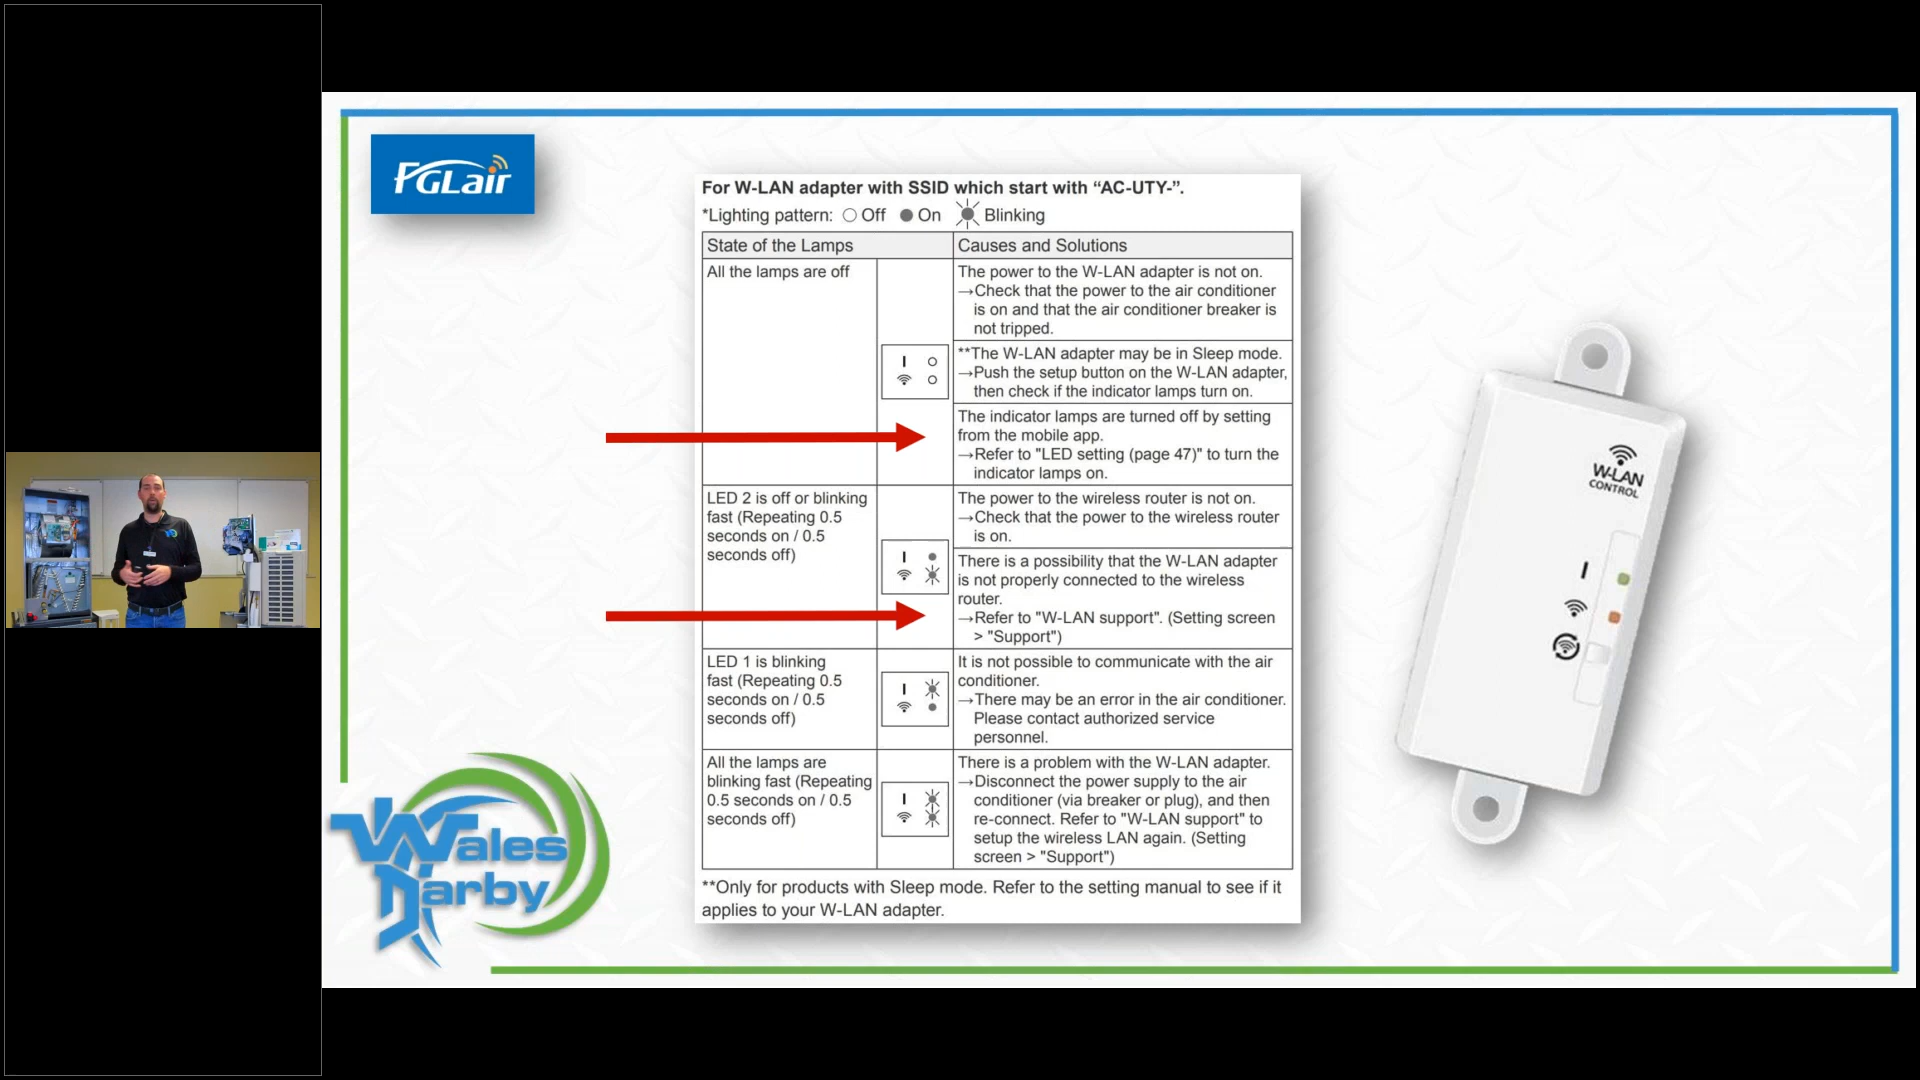 FGLair
For W-LAN adapter with SSID which start with “AC-UTY-”.
*Lighting pattern: Off On Blinking
State of the Lamps
Causes and Solutions
All the lamps are off
The power to the W-LAN adapter is not on.
→Check that the power to the air conditioner
is on and that the air conditioner breaker is
not tripped.
**The W-LAN adapter may be in Sleep mode.
→Push the setup button on the W-LAN adapter,
then check if the indicator lamps turn on.
The indicator lamps are turned off by setting
from the mobile app.
→Refer to "LED setting (page 47)" to turn the
indicator lamps on.
LED 2 is off or blinking
fast (Repeating 0.5
seconds on / 0.5
seconds off)
The power to the wireless router is not on.
→Check that the power to the wireless router
is on.
There is a possibility that the W-LAN adapter
is not properly connected to the wireless
router.
→Refer to "W-LAN support". (Setting screen
> "Support")
LED 1 is blinking
fast (Repeating 0.5
seconds on / 0.5
seconds off)
It is not possible to communicate with the air
conditioner.
→There may be an error in the air conditioner.
Please contact authorized service
personnel.
All the lamps are
blinking fast (Repeating
0.5 seconds on / 0.5
seconds off)
There is a problem with the W-LAN adapter.
→Disconnect the power supply to the air
conditioner (via breaker or plug), and then
re-connect. Refer to "W-LAN support" to
setup the wireless LAN again. (Setting
screen > "Support")
**Only for products with Sleep mode. Refer to the setting manual to see if it
applies to your W-LAN adapter.
W-LAN
CONTROL
Wales
Darby